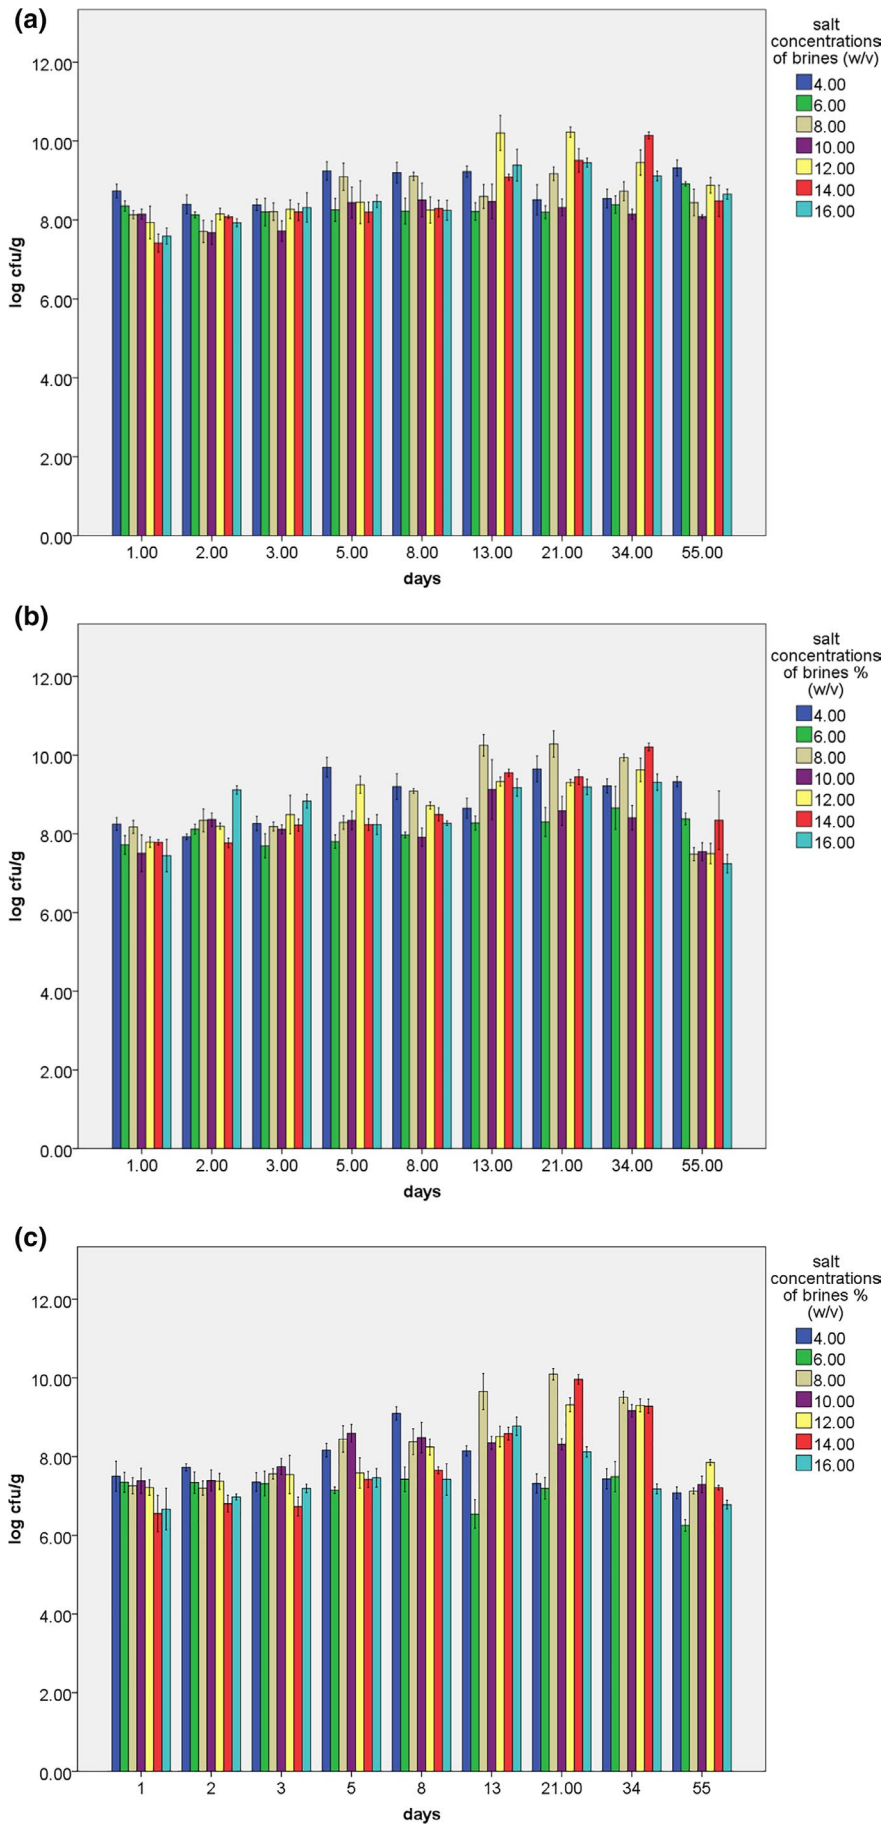 (a)
salt
concentrations
of brines (w/v)
4.00
6.00
8.00
10.00
12.00
14.00
16.00
12.00
10.00
8.00
6.00
4.00
2.00
0.00
log cfu/g
1.00 2.00 3.00 5.00 8.00 13.00 21.00 34.00 55.00
days
(b)
salt
concentrations
of brines %
(w/v)
4.00
6.00
8.00
10.00
12.00
14.00
16.00
12.00
10.00
8.00
6.00
4.00
2.00
0.00
log cfu/g
1.00 2.00 3.00 5.00 8.00 13.00 21.00 34.00 55.00
days
(c)
salt
concentrations
of brines %
(w/v)
4.00
6.00
8.00
10.00
12.00
14.00
16.00
12.00
10.00
8.00
6.00
4.00
2.00
0.00
log cfu/g
1 2 3 5 8 13 21.00 34 55
days